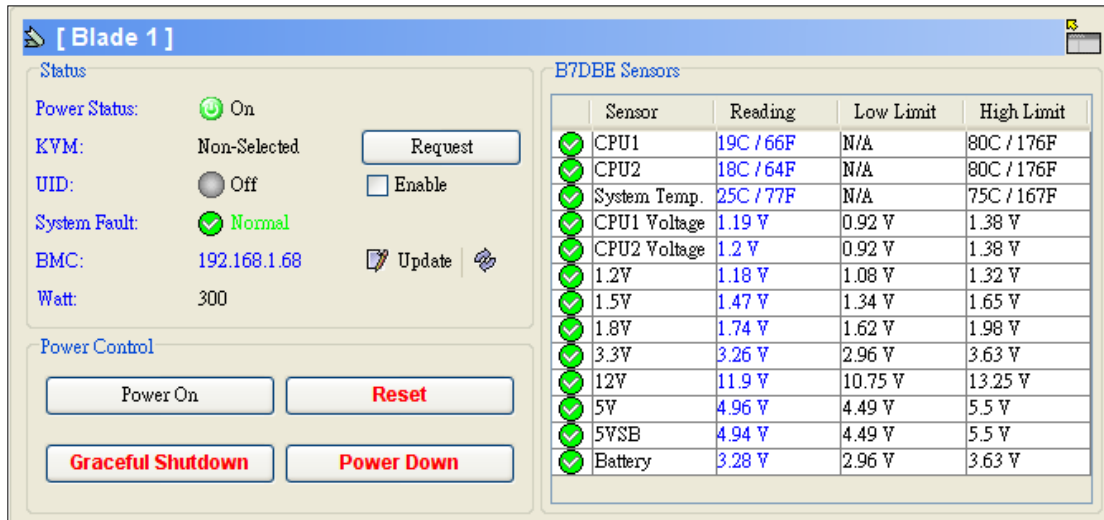 [ Blade 1 ]
Status
Power Status: On
KVM: Non-Selected Request
UID: Off Enable
System Fault: Normal
BMC: 192.168.1.68 Update
Watt: 300
Power Control
Power On Reset
Graceful Shutdown Power Down
B7DBE Sensors
Sensor Reading Low Limit High Limit
CPU1 19C / 66F N/A 80C / 176F
CPU2 18C / 64F N/A 80C / 176F
System Temp. 25C / 77F N/A 75C / 167F
CPU1 Voltage 1.19 V 0.92 V 1.38 V
CPU2 Voltage 1.2 V 0.92 V 1.38 V
1.2V 1.18 V 1.08 V 1.32 V
1.5V 1.47 V 1.34 V 1.65 V
1.8V 1.74 V 1.62 V 1.98 V
3.3V 3.26 V 2.96 V 3.63 V
12V 11.9 V 10.75 V 13.25 V
5V 4.96 V 4.49 V 5.5 V
5VSB 4.94 V 4.49 V 5.5 V
Battery 3.28 V 2.96 V 3.63 V